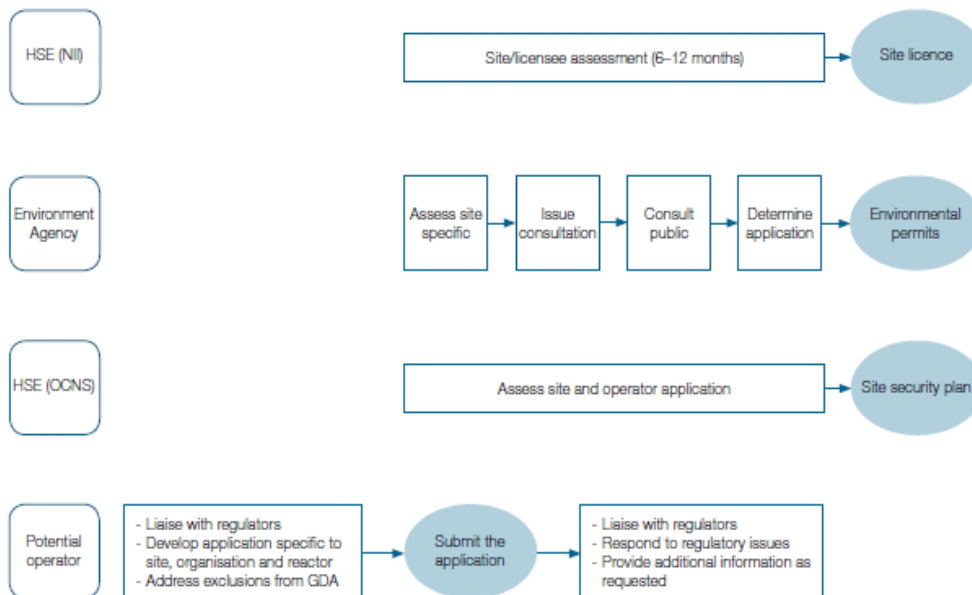 HSE (NII)
Site/licensee assessment (6–12 months)
Site licence
Environment
Agency
Assess site
specific
Issue
consultation
Consult
public
Determine
application
Environmental
permits
HSE (OCNS)
Assess site and operator application
Site security plan
Potential
operator
- Liaise with regulators
- Develop application specific to
site, organisation and reactor
- Address exclusions from GDA
Submit the
application
- Liaise with regulators
- Respond to regulatory issues
- Provide additional information as
requested